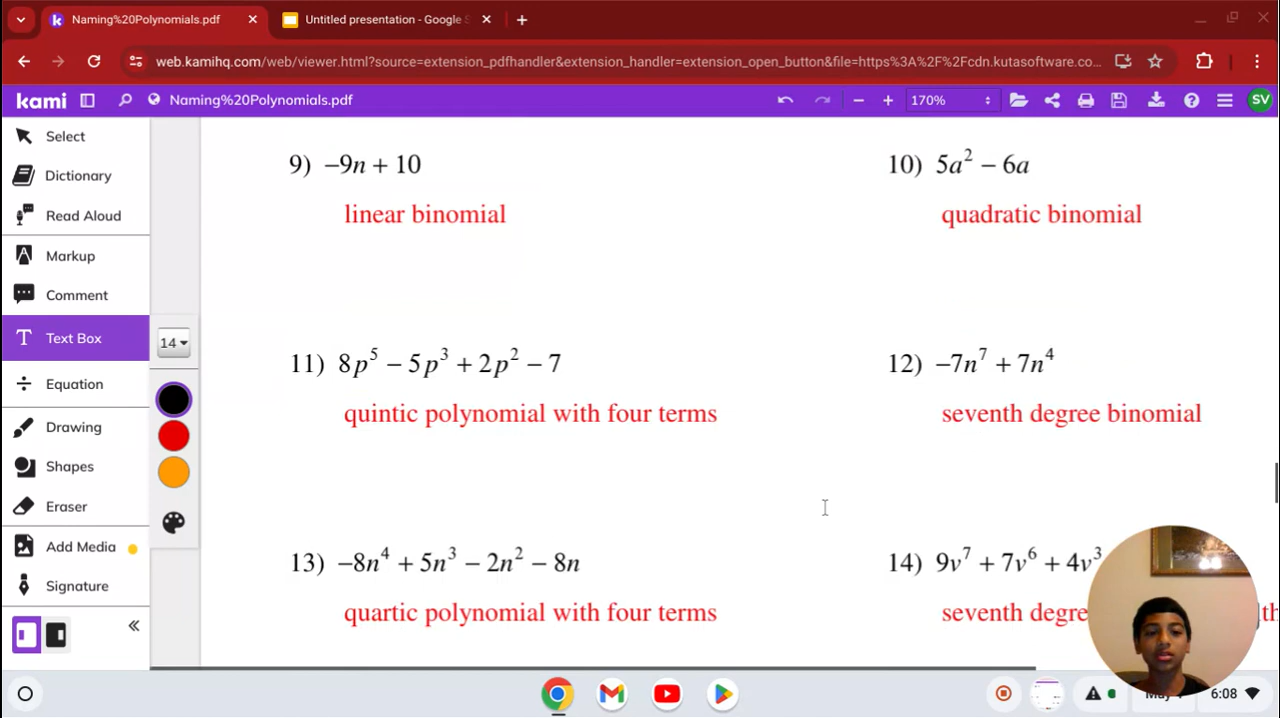 Naming%20Polynomials.pdf
Untitled presentation - Google S
web.kamihq.com/web/viewer.html?source=extension_pdfhandler&extension_handler=extension_open_button&file=https%3A%2F%2Fcdn.kutasoftware.co...
kami Naming%20Polynomials.pdf 170% SV
Select
Dictionary
Read Aloud
Markup
Comment
T Text Box
Equation
Drawing
Shapes
Eraser
Add Media
Signature
14
9) −9n + 10
linear binomial
10) 5a² − 6a
quadratic binomial
11) 8p⁵ − 5p³ + 2p² − 7
quintic polynomial with four terms
12) −7n⁷ + 7n⁴
seventh degree binomial
13) −8n⁴ + 5n³ − 2n² − 8n
quartic polynomial with four terms
14) 9v⁷ + 7v⁶ + 4v³
seventh degre
6:08